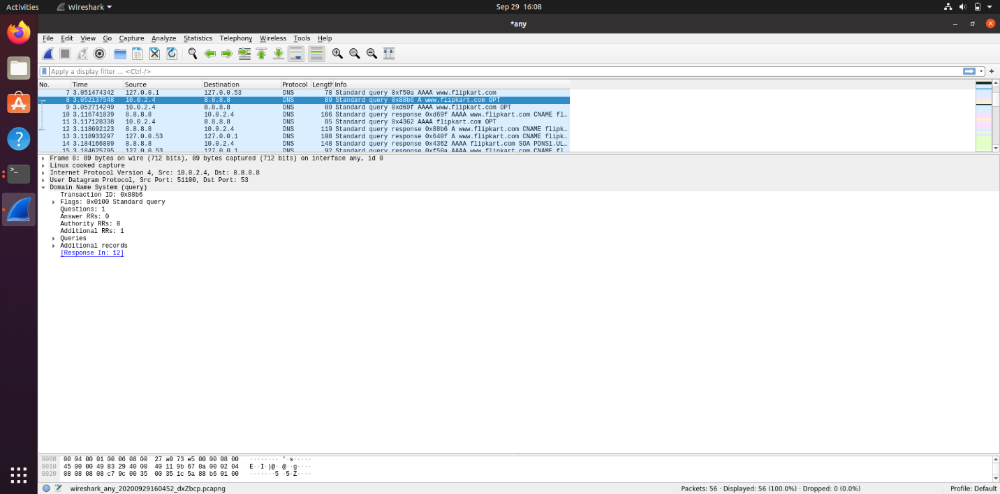 Activities Wireshark Sep 29 16:08
*any
File Edit View Go Capture Analyze Statistics Telephony Wireless Tools Help
Apply a display filter ... <Ctrl-/>
No. Time Source Destination Protocol Length Info
7 3.051474342 127.0.0.1 127.0.0.53 DNS 78 Standard query 0xf50a AAAA www.flipkart.com
8 3.052137548 10.0.2.4 8.8.8.8 DNS 89 Standard query 0x88b6 A www.flipkart.com OPT
9 3.052714249 10.0.2.4 8.8.8.8 DNS 89 Standard query 0xd69f AAAA www.flipkart.com OPT
10 3.116741839 8.8.8.8 10.0.2.4 DNS 166 Standard query response 0xd69f AAAA www.flipkart.com CNAME fl…
11 3.117128338 10.0.2.4 8.8.8.8 DNS 85 Standard query 0x4362 AAAA flipkart.com OPT
12 3.118692123 8.8.8.8 10.0.2.4 DNS 119 Standard query response 0x88b6 A www.flipkart.com CNAME flipk…
13 3.118933297 127.0.0.53 127.0.0.1 DNS 108 Standard query response 0x640f A www.flipkart.com CNAME flipk…
14 3.184166809 8.8.8.8 10.0.2.4 DNS 148 Standard query response 0x4362 AAAA flipkart.com SOA PDNS1.UL…
15 3.184625795 127.0.0.53 127.0.0.1 DNS 92 Standard query response 0xf50a AAAA www.flipkart.com CNAME fl…
Frame 8: 89 bytes on wire (712 bits), 89 bytes captured (712 bits) on interface any, id 0
Linux cooked capture
Internet Protocol Version 4, Src: 10.0.2.4, Dst: 8.8.8.8
User Datagram Protocol, Src Port: 51100, Dst Port: 53
Domain Name System (query)
Transaction ID: 0x88b6
Flags: 0x0100 Standard query
Questions: 1
Answer RRs: 0
Authority RRs: 0
Additional RRs: 1
Queries
Additional records
[Response In: 12]
0000 00 04 00 01 00 06 08 00 27 a0 73 e5 00 00 08 00 ········ '·s·····
0010 45 00 00 49 83 29 40 00 40 11 9b 67 0a 00 02 04 E··I·)@· @··g····
0020 08 08 08 08 c7 9c 00 35 00 35 1c 5a 88 b6 01 00 ·······5 ·5·Z····
wireshark_any_20200929160452_dxZbcp.pcapng Packets: 56 · Displayed: 56 (100.0%) · Dropped: 0 (0.0%) Profile: Default